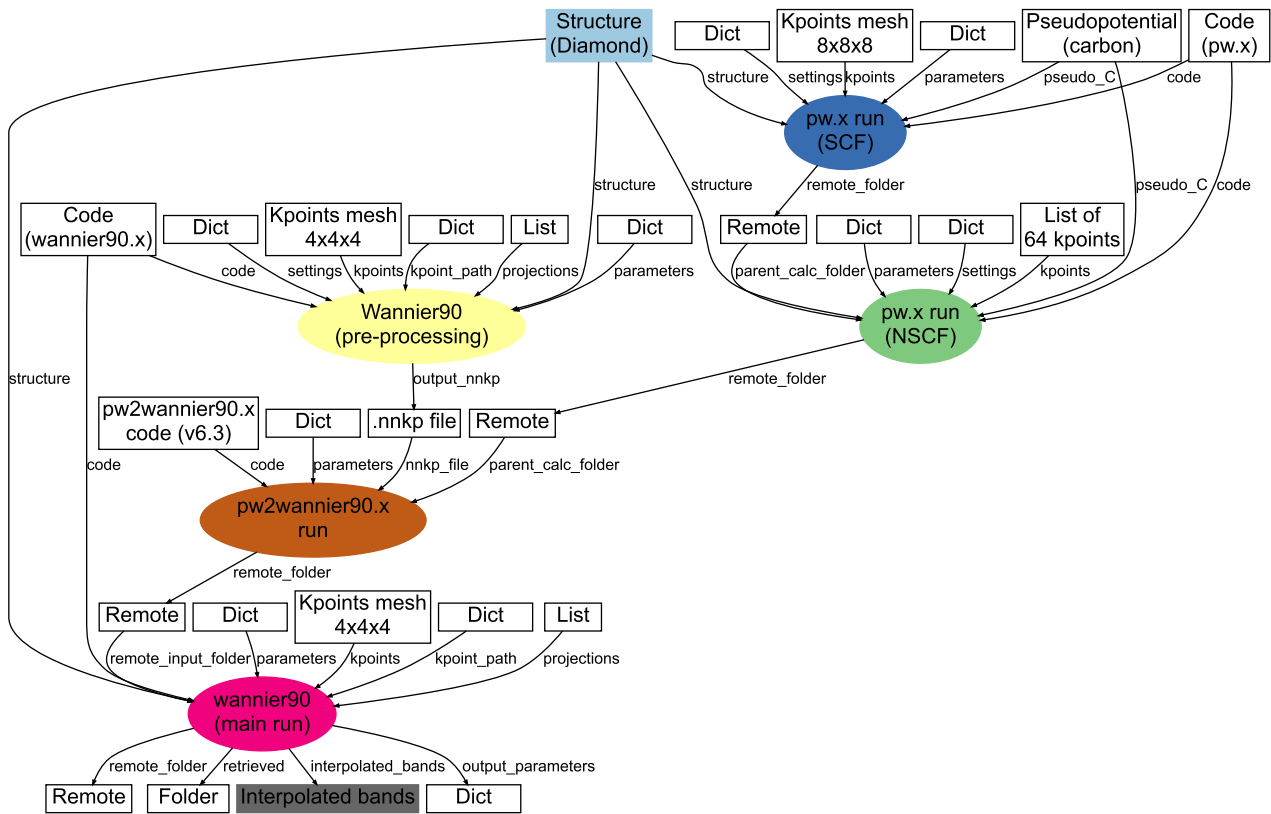 Structure
(Diamond)
Dict
Kpoints mesh
8x8x8
Dict
Pseudopotential
(carbon)
Code
(pw.x)
structure
settings
kpoints
parameters
pseudo_C
code
pw.x run
(SCF)
structure
structure
remote_folder
pseudo_C
code
Code
(wannier90.x)
Dict
Kpoints mesh
4x4x4
Dict
List
Dict
Remote
Dict
Dict
List of
64 kpoints
code
settings
kpoints
kpoint_path
projections
parameters
parent_calc_folder
parameters
settings
kpoints
Wannier90
(pre-processing)
pw.x run
(NSCF)
structure
output_nnkp
remote_folder
pw2wannier90.x
code (v6.3)
Dict
.nnkp file
Remote
code
code
parameters
nnkp_file
parent_calc_folder
pw2wannier90.x
run
remote_folder
Remote
Dict
Kpoints mesh
4x4x4
Dict
List
remote_input_folder
parameters
kpoints
kpoint_path
projections
wannier90
(main run)
remote_folder
retrieved
interpolated_bands
output_parameters
Remote
Folder
Interpolated bands
Dict